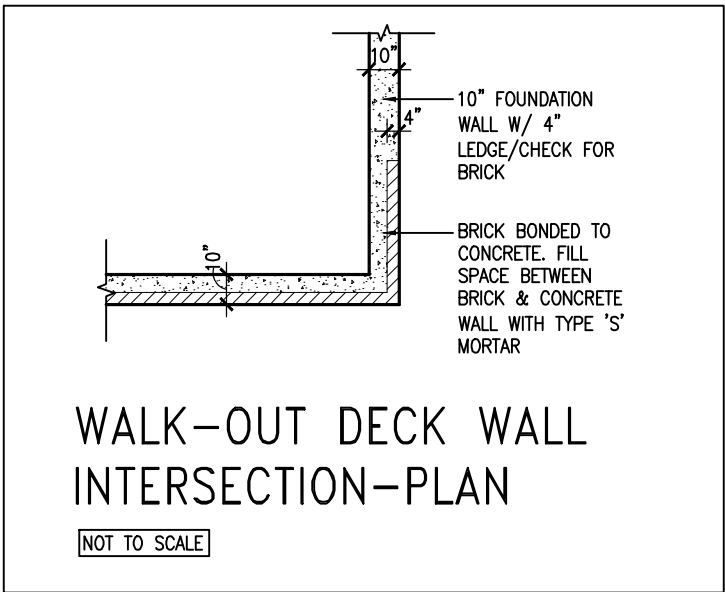 10"
10" FOUNDATION
WALL W/ 4"
LEDGE/CHECK FOR
BRICK
4"
BRICK BONDED TO
CONCRETE. FILL
SPACE BETWEEN
BRICK & CONCRETE
WALL WITH TYPE 'S'
MORTAR
10"
WALK-OUT DECK WALL
INTERSECTION-PLAN
NOT TO SCALE